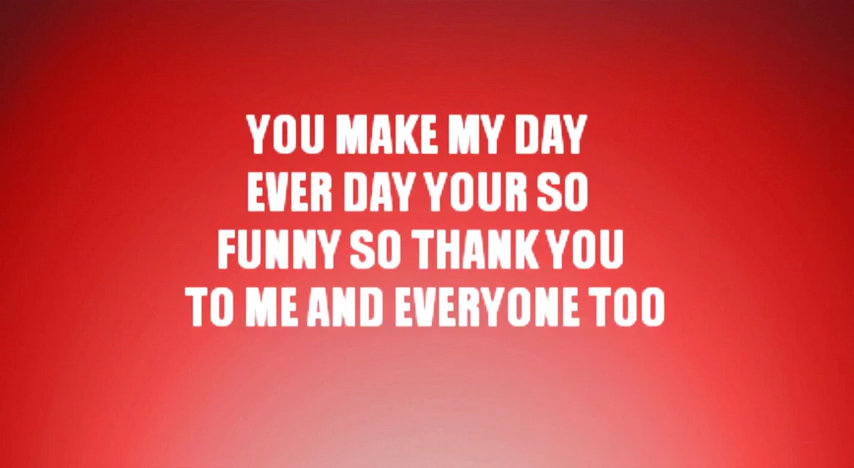 YOU MAKE MY DAY
EVER DAY YOUR SO
FUNNY SO THANK YOU
TO ME AND EVERYONE TOO